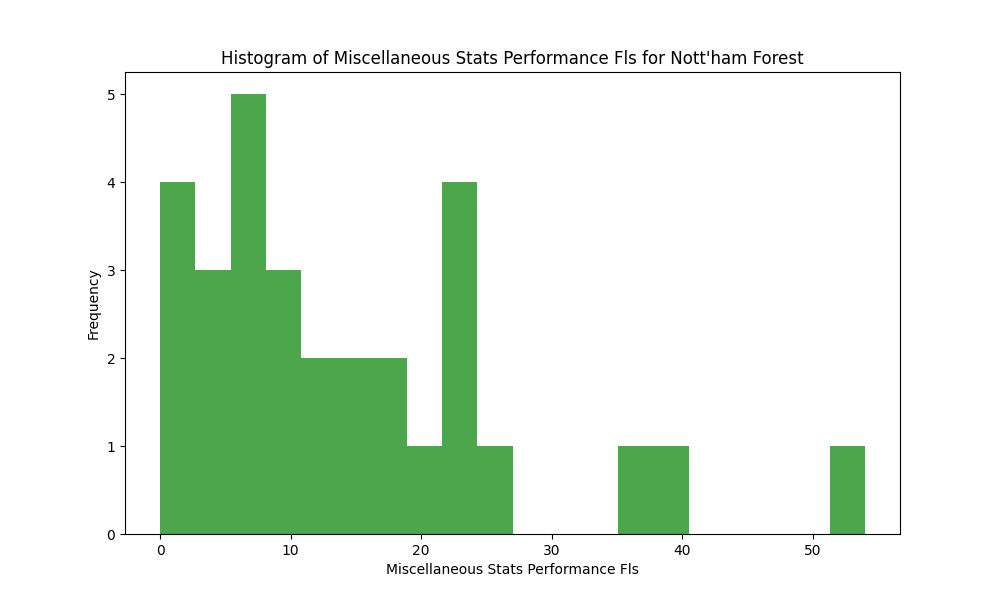 Histogram of Miscellaneous Stats Performance Fls for Nott'ham Forest
5
4
3
2
1
0
Frequency
0 10 20 30 40 50
Miscellaneous Stats Performance Fls